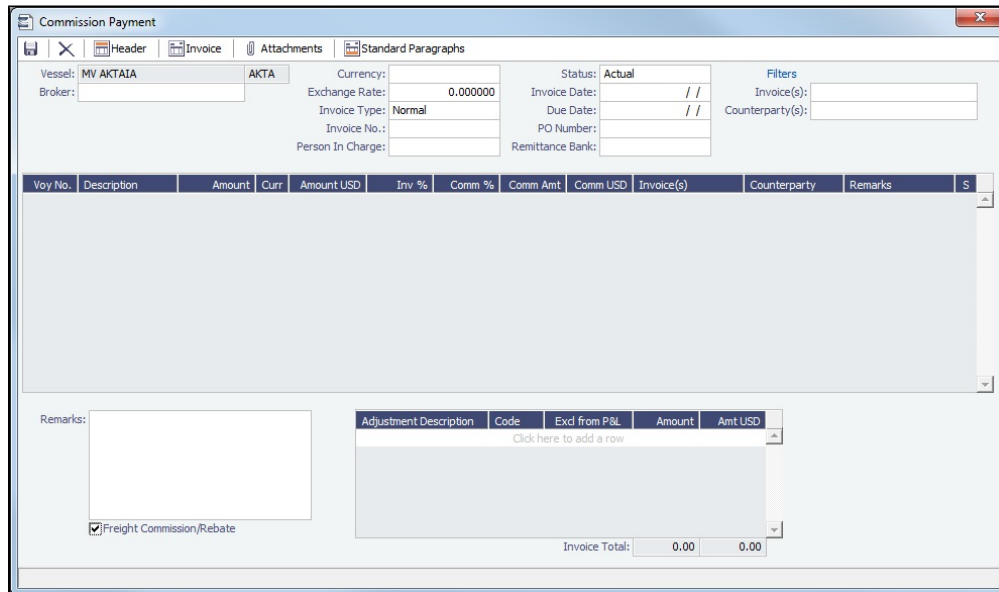 Commission Payment
Header Invoice Attachments Standard Paragraphs
Vessel: MV AKTAIA AKTA Currency: Status: Actual Filters
Broker: Exchange Rate: 0.000000 Invoice Date: / / Invoice(s):
Invoice Type: Normal Due Date: / / Counterparty(s):
Invoice No.: PO Number:
Person In Charge: Remittance Bank:
Voy No. Description Amount Curr Amount USD Inv % Comm % Comm Amt Comm USD Invoice(s) Counterparty Remarks S
Remarks:
Adjustment Description Code Excl from P&L Amount Amt USD
Click here to add a row
Freight Commission/Rebate
Invoice Total: 0.00 0.00